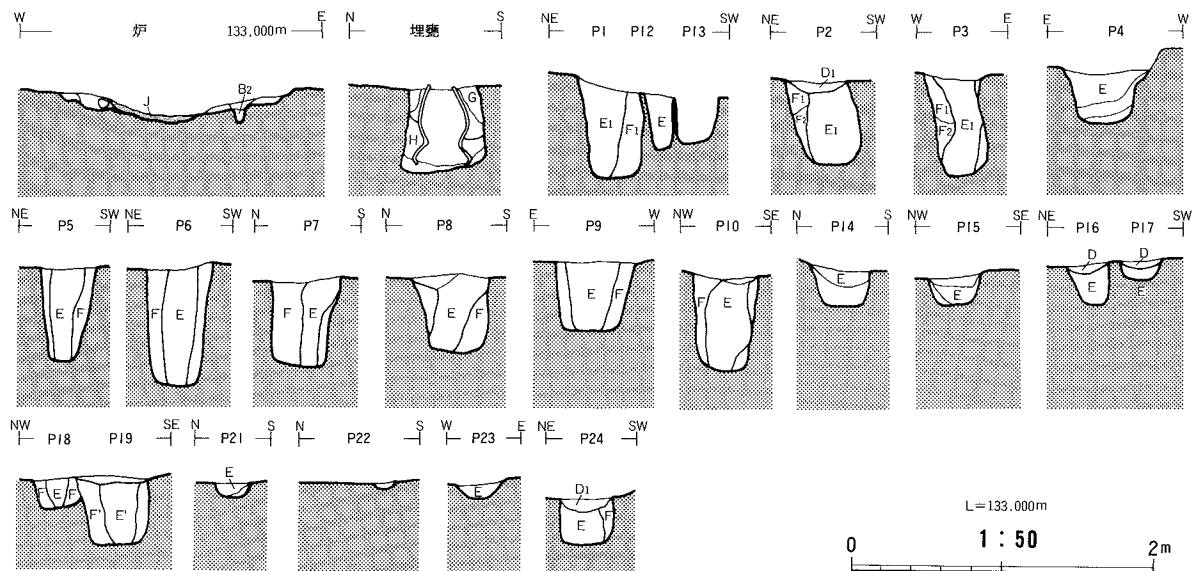 W 炉 133,000m E
N 埋甕 S
NE P1 P12 P13 SW
NE P2 SW
W P3 E
E P4 W
J B2
H G
E1 F1 E
D1 F1 F2 E1
F1 F2 E1
E
NE P5 SW
NE P6 SW
N P7 S
N P8 S
E P9 W
NW P10 SE
N P14 S
NW P15 SE
NE P16 P17 SW
E F
F E
F E
E F
E F
F E
E
E
D E D E
NW P18 P19 SE
N P21 S
N P22 S
W P23 E
NE P24 SW
F E F F' E'
E
E
D1 E F
L=133.000m
1:50
0 2m